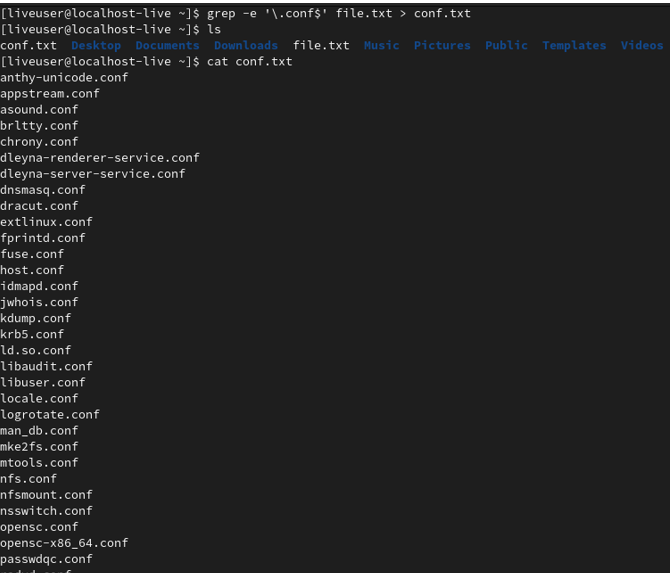 [liveuser@localhost-live ~]$ grep -e '\.conf$' file.txt > conf.txt
[liveuser@localhost-live ~]$ ls
conf.txt  Desktop  Documents  Downloads  file.txt  Music  Pictures  Public  Templates  Videos
[liveuser@localhost-live ~]$ cat conf.txt
anthy-unicode.conf
appstream.conf
asound.conf
brltty.conf
chrony.conf
dleyna-renderer-service.conf
dleyna-server-service.conf
dnsmasq.conf
dracut.conf
extlinux.conf
fprintd.conf
fuse.conf
host.conf
idmapd.conf
jwhois.conf
kdump.conf
krb5.conf
ld.so.conf
libaudit.conf
libuser.conf
locale.conf
logrotate.conf
man_db.conf
mke2fs.conf
mtools.conf
nfs.conf
nfsmount.conf
nsswitch.conf
opensc.conf
opensc-x86_64.conf
passwdqc.conf